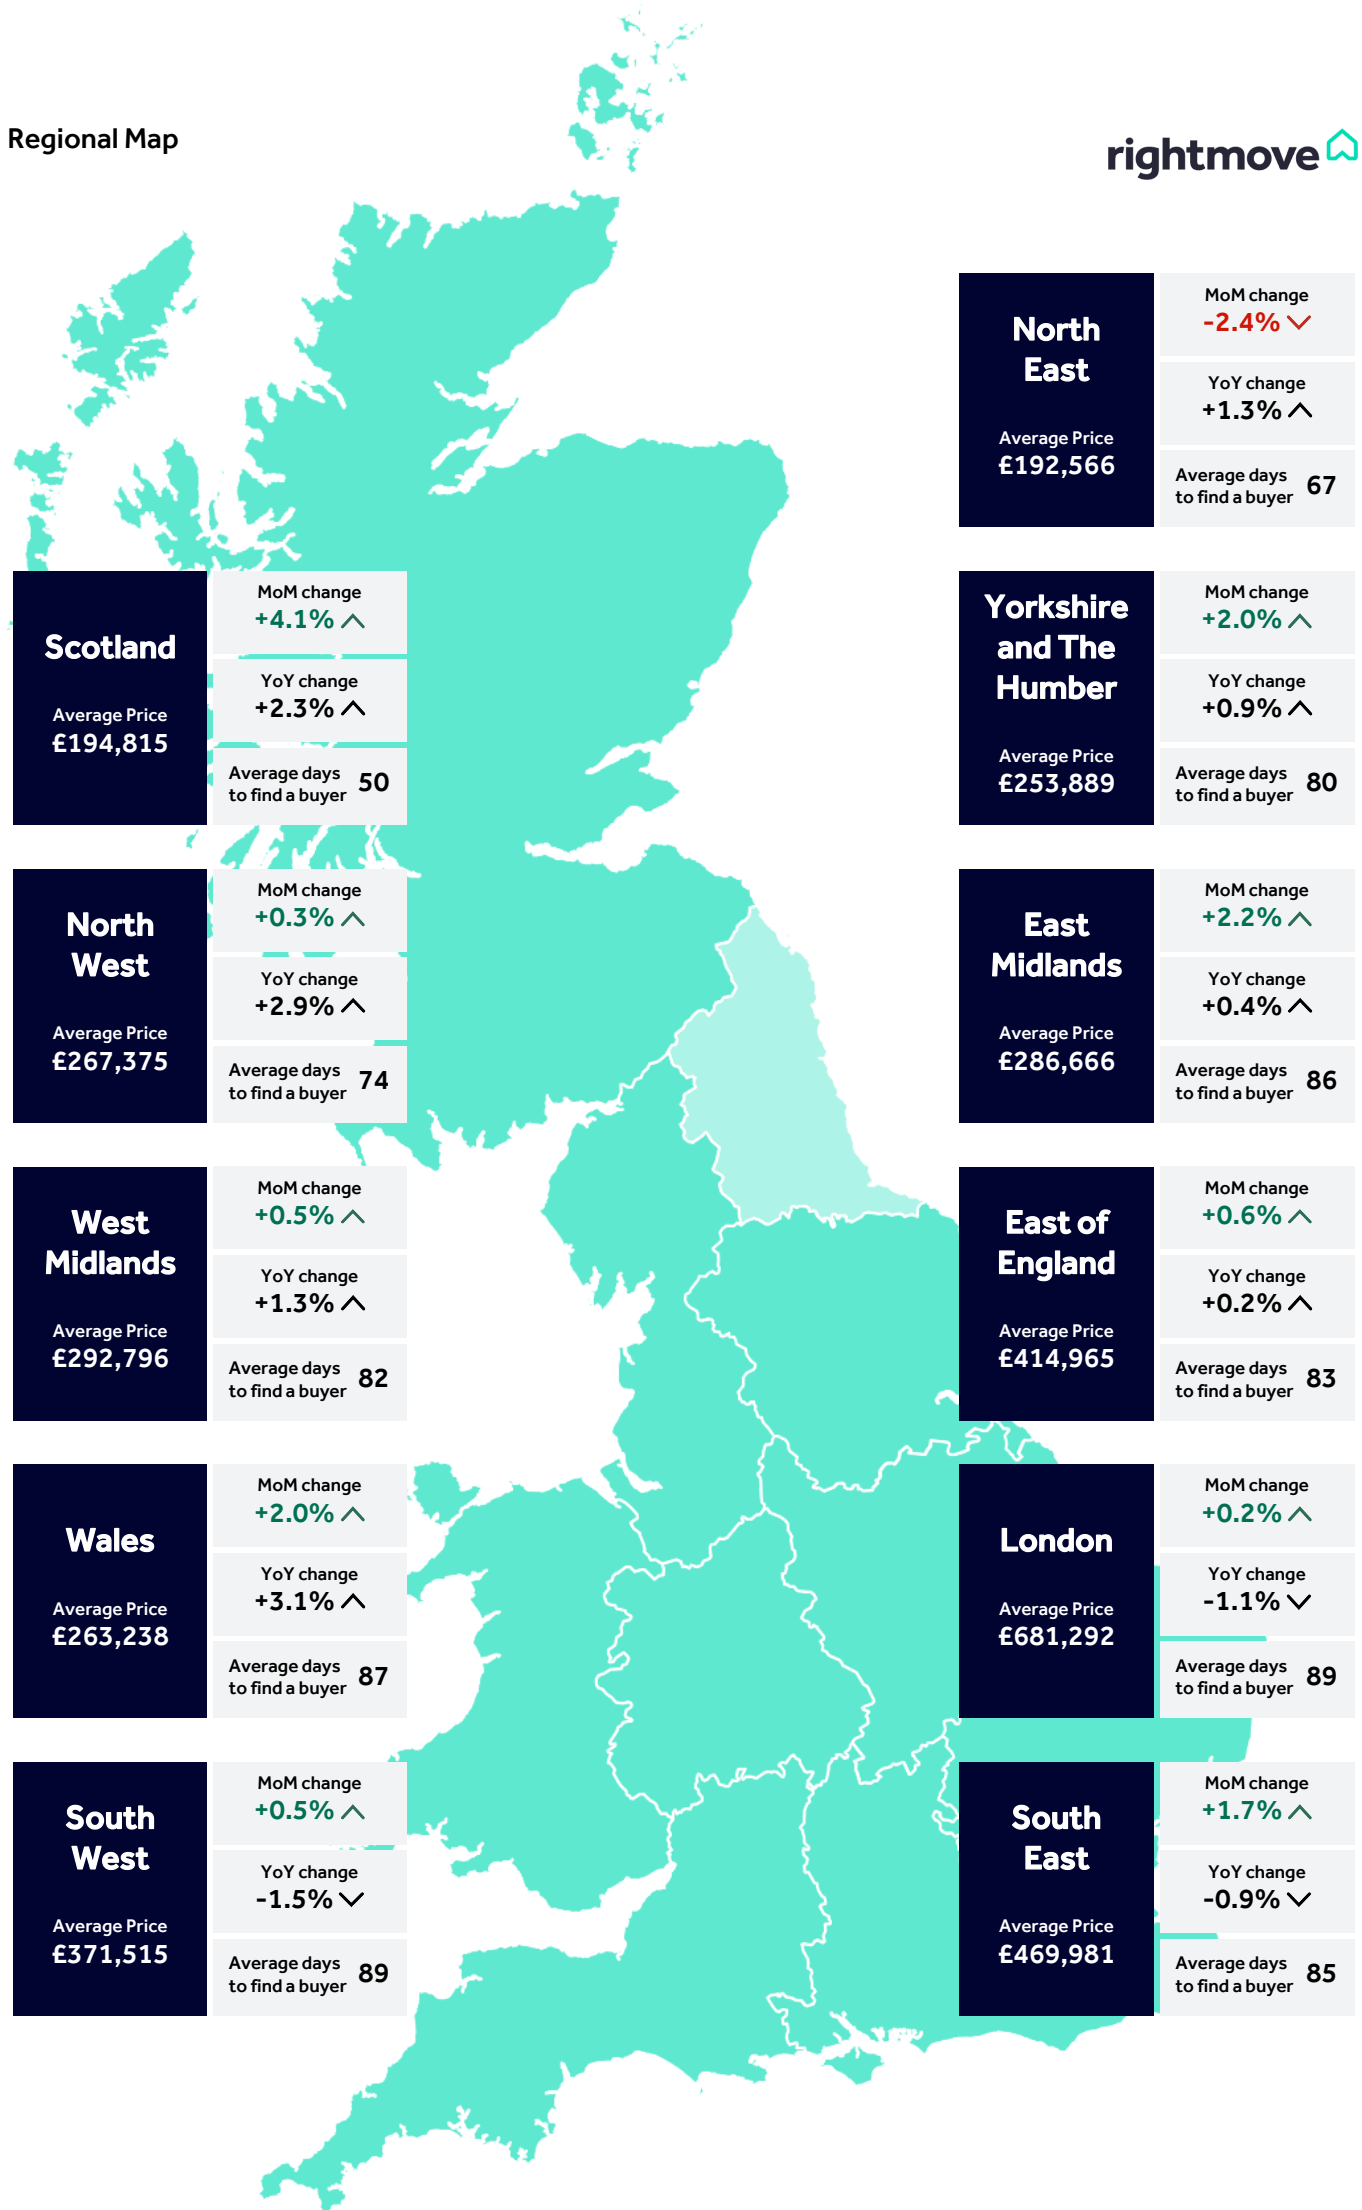 Regional Map
rightmove
North
East
Average Price
£192,566
MoM change
-2.4%
YoY change
+1.3%
Average days
to find a buyer 67
Scotland
Average Price
£194,815
MoM change
+4.1%
YoY change
+2.3%
Average days
to find a buyer 50
Yorkshire
and The
Humber
Average Price
£253,889
MoM change
+2.0%
YoY change
+0.9%
Average days
to find a buyer 80
North
West
Average Price
£267,375
MoM change
+0.3%
YoY change
+2.9%
Average days
to find a buyer 74
East
Midlands
Average Price
£286,666
MoM change
+2.2%
YoY change
+0.4%
Average days
to find a buyer 86
West
Midlands
Average Price
£292,796
MoM change
+0.5%
YoY change
+1.3%
Average days
to find a buyer 82
East of
England
Average Price
£414,965
MoM change
+0.6%
YoY change
+0.2%
Average days
to find a buyer 83
Wales
Average Price
£263,238
MoM change
+2.0%
YoY change
+3.1%
Average days
to find a buyer 87
London
Average Price
£681,292
MoM change
+0.2%
YoY change
-1.1%
Average days
to find a buyer 89
South
West
Average Price
£371,515
MoM change
+0.5%
YoY change
-1.5%
Average days
to find a buyer 89
South
East
Average Price
£469,981
MoM change
+1.7%
YoY change
-0.9%
Average days
to find a buyer 85